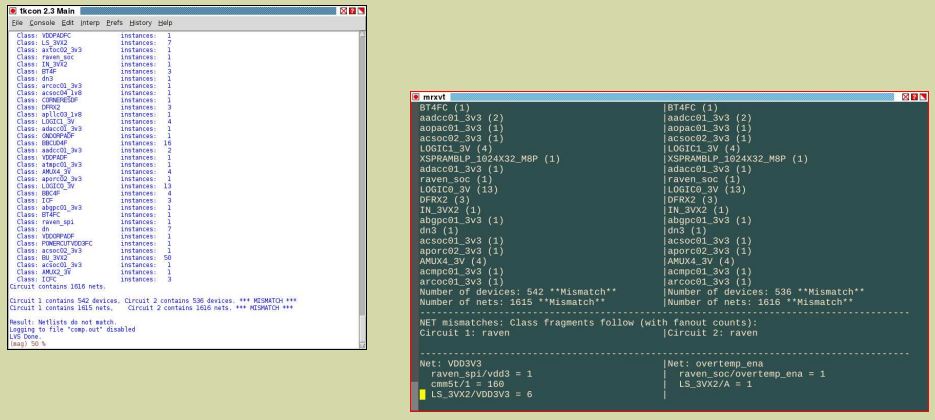 tkcon 2.3 Main
File Console Edit Interp Prefs History Help
Class: VDDPADFC instances: 1
Class: LS_3VX2 instances: 7
Class: axtoc02_3v3 instances: 1
Class: raven_soc instances: 1
Class: IN_3VX2 instances: 1
Class: BT4F instances: 3
Class: dn3 instances: 1
Class: arcoc01_3v3 instances: 1
Class: acsoc04_1v8 instances: 1
Class: CORNERESDF instances: 1
Class: DFRX2 instances: 3
Class: apllc03_1v8 instances: 1
Class: LOGIC1_3V instances: 4
Class: adacc01_3v3 instances: 1
Class: GNDORPADF instances: 1
Class: BBCUD4F instances: 16
Class: aadcc01_3v3 instances: 2
Class: VDDPADF instances: 1
Class: atmpc01_3v3 instances: 1
Class: AMUX4_3V instances: 4
Class: aporc02_3v3 instances: 1
Class: LOGIC0_3V instances: 13
Class: BBC4F instances: 4
Class: ICF instances: 3
Class: abgpc01_3v3 instances: 1
Class: BT4FC instances: 1
Class: raven_spi instances: 1
Class: dn instances: 7
Class: VDDORPADF instances: 1
Class: POWERCUTVDD3FC instances: 1
Class: acsoc02_3v3 instances: 1
Class: BU_3VX2 instances: 50
Class: acsoc01_3v3 instances: 1
Class: AMUX2_3V instances: 1
Class: ICFC instances: 3
Circuit contains 1616 nets.
Circuit 1 contains 542 devices, Circuit 2 contains 536 devices. *** MISMATCH ***
Circuit 1 contains 1615 nets, Circuit 2 contains 1616 nets. *** MISMATCH ***
Result: Netlists do not match.
Logging to file "comp.out" disabled
LVS Done.
(mag) 50 %
mrxvt
BT4FC (1) |BT4FC (1)
aadcc01_3v3 (2) |aadcc01_3v3 (2)
aopac01_3v3 (1) |aopac01_3v3 (1)
acsoc02_3v3 (1) |acsoc02_3v3 (1)
LOGIC1_3V (4) |LOGIC1_3V (4)
XSPRAMBLP_1024X32_M8P (1) |XSPRAMBLP_1024X32_M8P (1)
adacc01_3v3 (1) |adacc01_3v3 (1)
raven_soc (1) |raven_soc (1)
LOGIC0_3V (13) |LOGIC0_3V (13)
DFRX2 (3) |DFRX2 (3)
IN_3VX2 (1) |IN_3VX2 (1)
abgpc01_3v3 (1) |abgpc01_3v3 (1)
dn3 (1) |dn3 (1)
acsoc01_3v3 (1) |acsoc01_3v3 (1)
aporc02_3v3 (1) |aporc02_3v3 (1)
AMUX4_3V (4) |AMUX4_3V (4)
acmpc01_3v3 (1) |acmpc01_3v3 (1)
arcoc01_3v3 (1) |arcoc01_3v3 (1)
Number of devices: 542 **Mismatch** |Number of devices: 536 **Mismatch**
Number of nets: 1615 **Mismatch** |Number of nets: 1616 **Mismatch**
NET mismatches: Class fragments follow (with fanout counts):
Circuit 1: raven |Circuit 2: raven
Net: VDD3V3 |Net: overtemp_ena
raven_spi/vdd3 = 1 | raven_soc/overtemp_ena = 1
cmm5t/1 = 160 | LS_3VX2/A = 1
LS_3VX2/VDD3V3 = 6 |